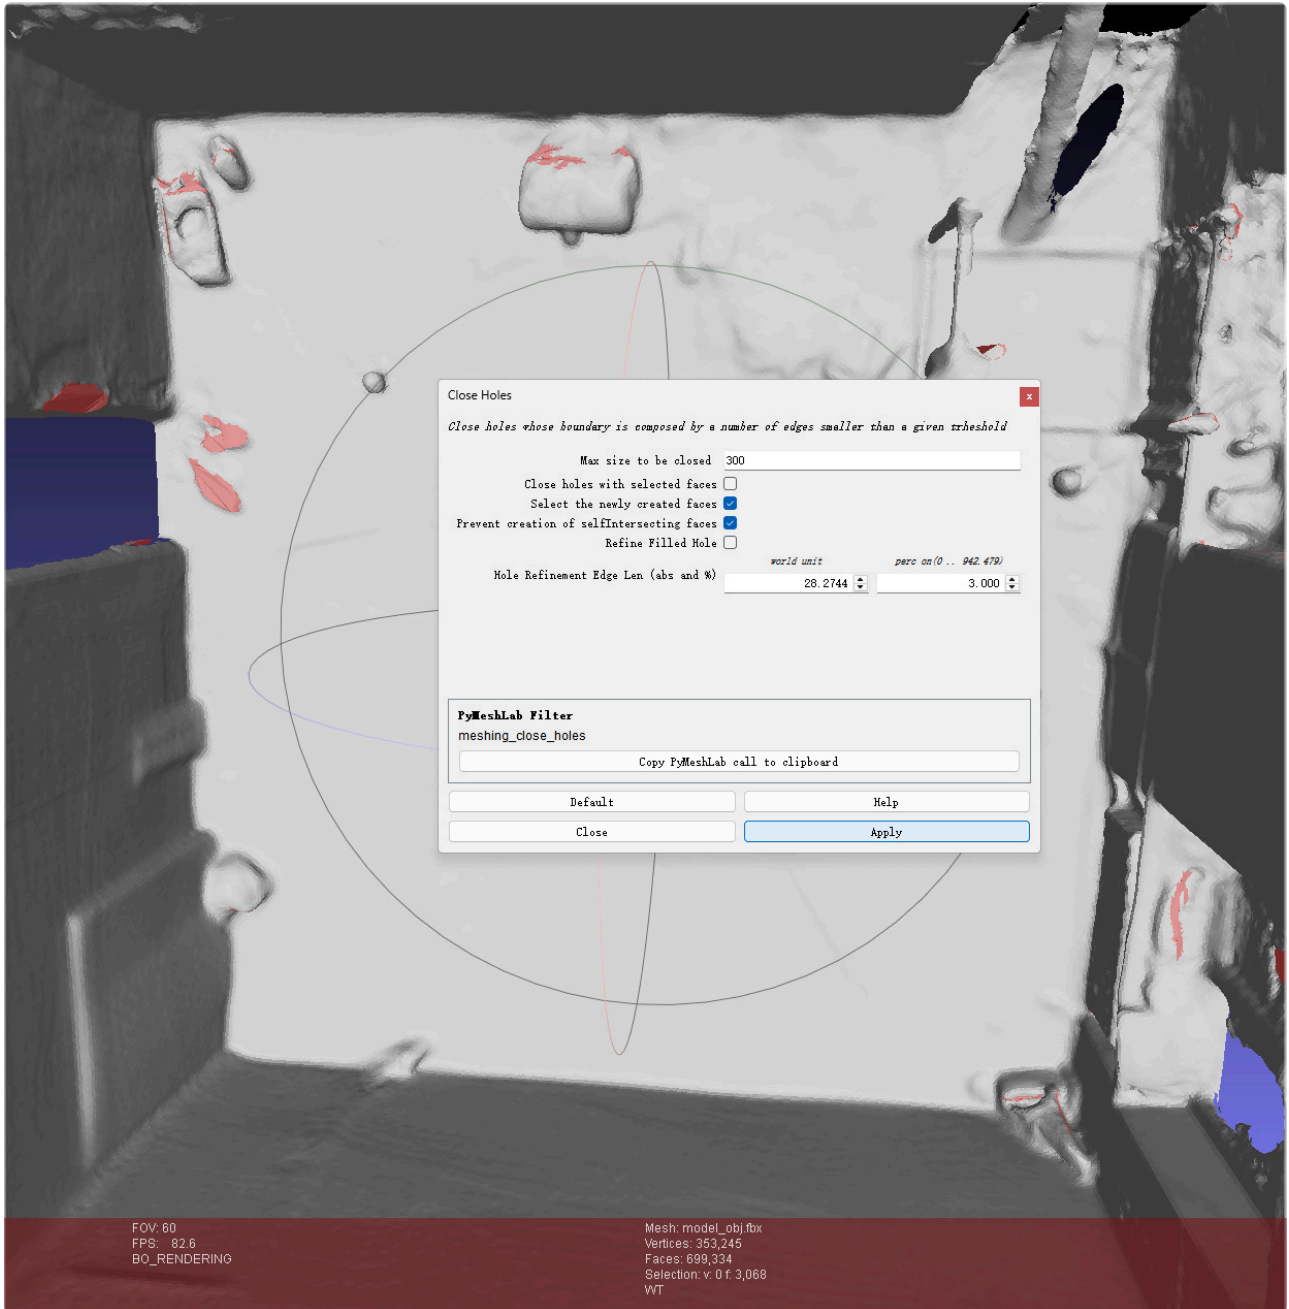 Close Holes
x
Close holes whose boundary is composed by a number of edges smaller than a given trheshold
Max size to be closed 300
Close holes with selected faces
Select the newly created faces
Prevent creation of selfIntersecting faces
Refine Filled Hole
world unit perc on(0 .. 942.479)
Hole Refinement Edge Len (abs and %) 28.2744 3.000
PyMeshLab Filter
meshing_close_holes
Copy PyMeshLab call to clipboard
Default Help
Close Apply
FOV: 60 Mesh: model_obj.fbx
FPS: 82.6 Vertices: 353,245
BO_RENDERING Faces: 699,334
Selection: v: 0 f: 3,068
WT